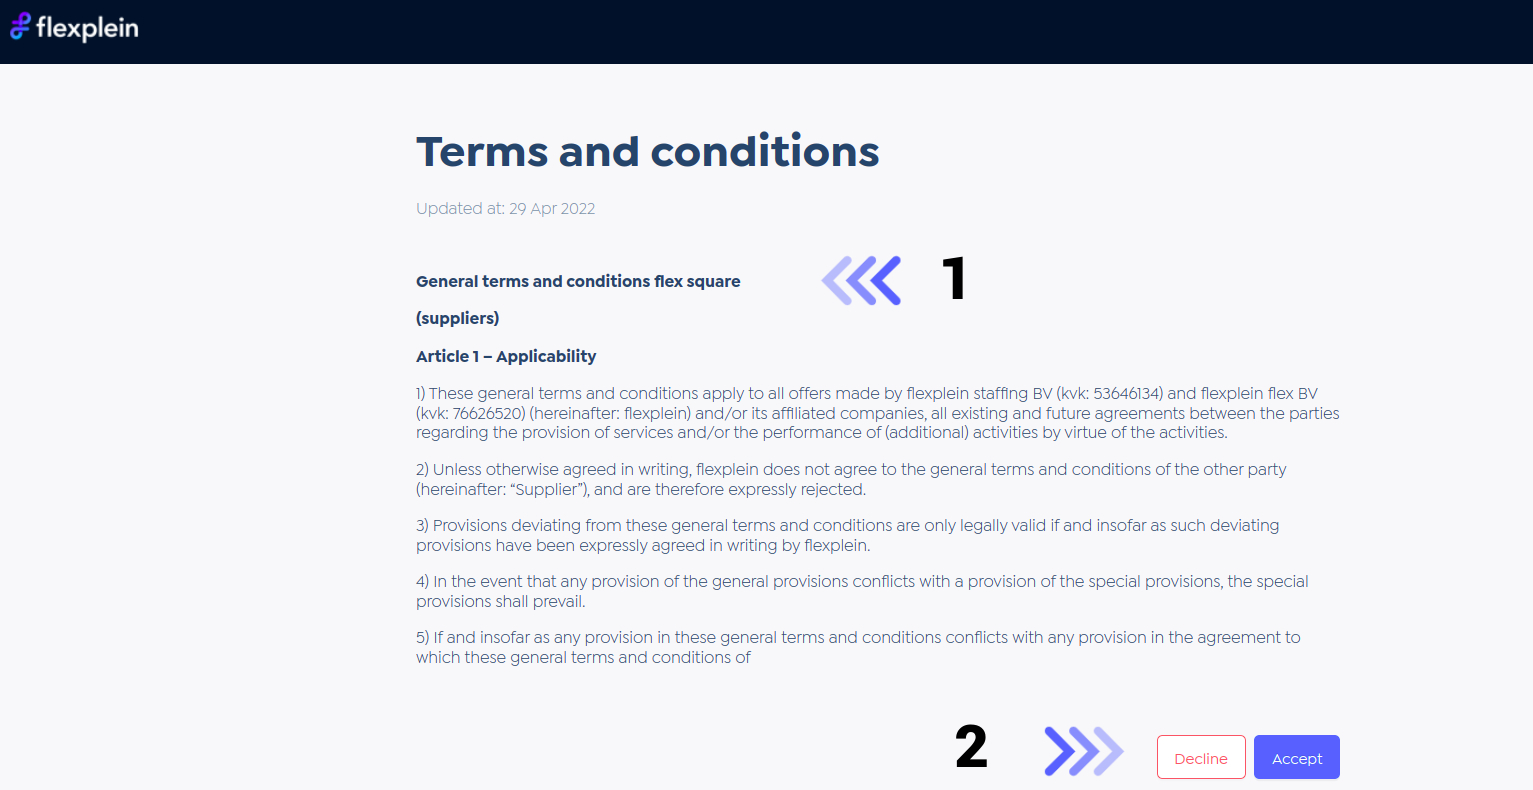 flexplein
Terms and conditions
Updated at: 29 Apr 2022
General terms and conditions flex square
1
(suppliers)
Article 1 – Applicability
1) These general terms and conditions apply to all offers made by flexplein staffing BV (kvk: 53646134) and flexplein flex BV
(kvk: 76626520) (hereinafter: flexplein) and/or its affiliated companies, all existing and future agreements between the parties
regarding the provision of services and/or the performance of (additional) activities by virtue of the activities.
2) Unless otherwise agreed in writing, flexplein does not agree to the general terms and conditions of the other party
(hereinafter: “Supplier”), and are therefore expressly rejected.
3) Provisions deviating from these general terms and conditions are only legally valid if and insofar as such deviating
provisions have been expressly agreed in writing by flexplein.
4) In the event that any provision of the general provisions conflicts with a provision of the special provisions, the special
provisions shall prevail.
5) If and insofar as any provision in these general terms and conditions conflicts with any provision in the agreement to
which these general terms and conditions of
2
Decline
Accept